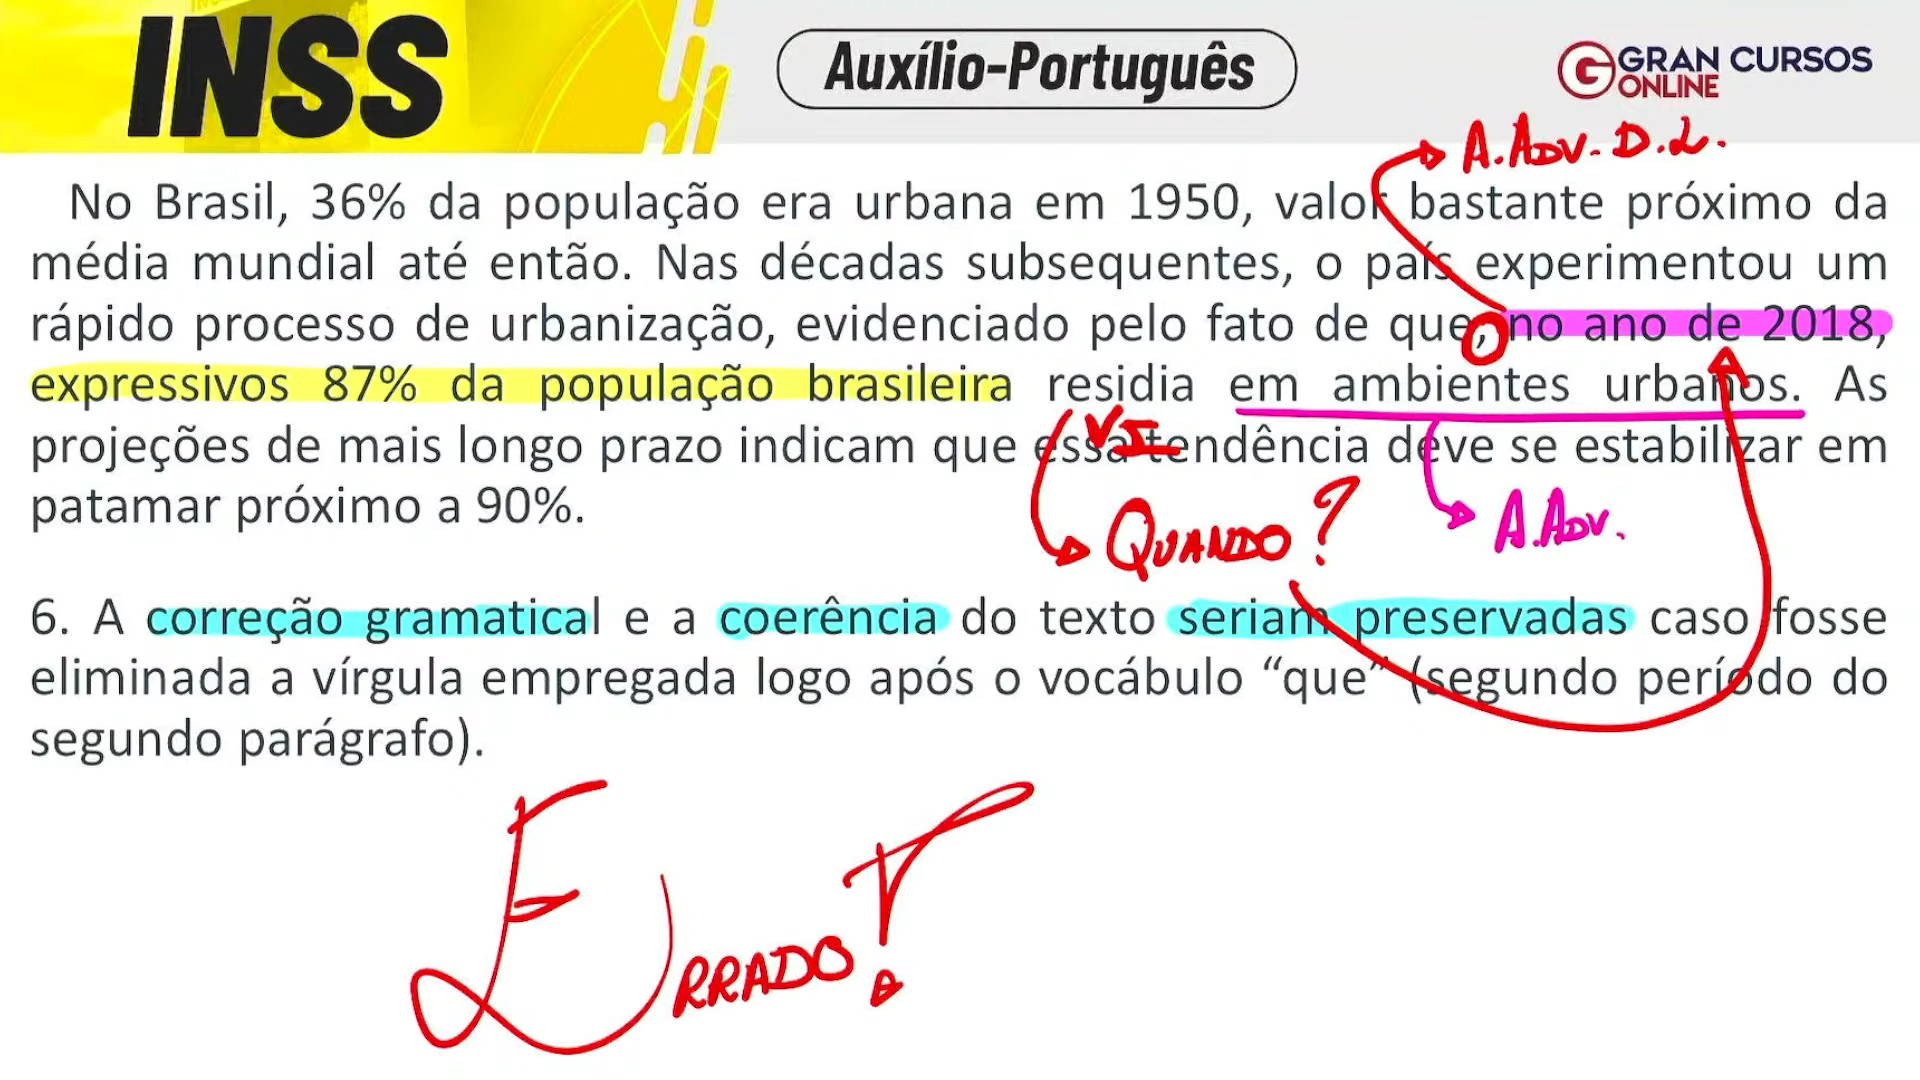 INSS
Auxílio-Português
GRAN CURSOS
ONLINE
A.ADV. D.L.
No Brasil, 36% da população era urbana em 1950, valor bastante próximo da
média mundial até então. Nas décadas subsequentes, o país experimentou um
rápido processo de urbanização, evidenciado pelo fato de que, no ano de 2018,
expressivos 87% da população brasileira residia em ambientes urbanos. As
VI
projeções de mais longo prazo indicam que essa tendência deve se estabilizar em
patamar próximo a 90%.
QUANDO?
A.ADV.
6. A correção gramatical e a coerência do texto seriam preservadas caso fosse
eliminada a vírgula empregada logo após o vocábulo “que” (segundo período do
segundo parágrafo).
ERRADO!